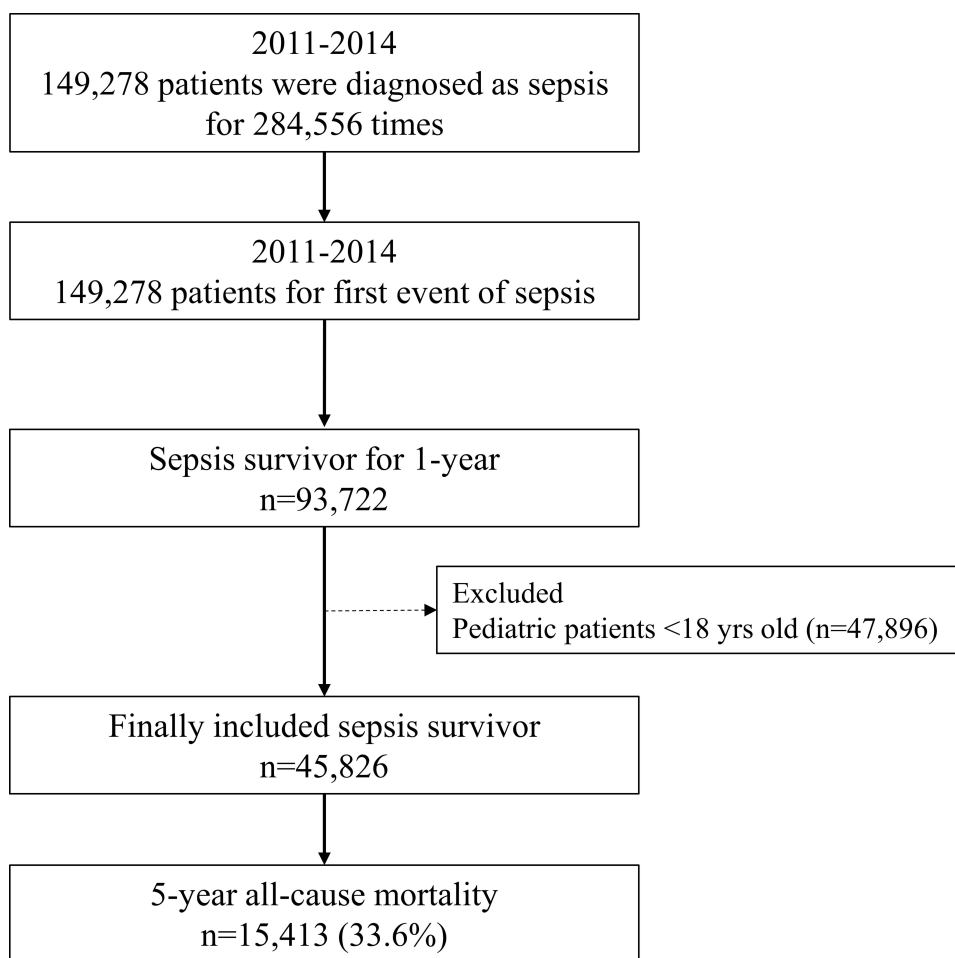 2011-2014
149,278 patients were diagnosed as sepsis
for 284,556 times
2011-2014
149,278 patients for first event of sepsis
Sepsis survivor for 1-year
n=93,722
Excluded
Pediatric patients <18 yrs old (n=47,896)
Finally included sepsis survivor
n=45,826
5-year all-cause mortality
n=15,413 (33.6%)